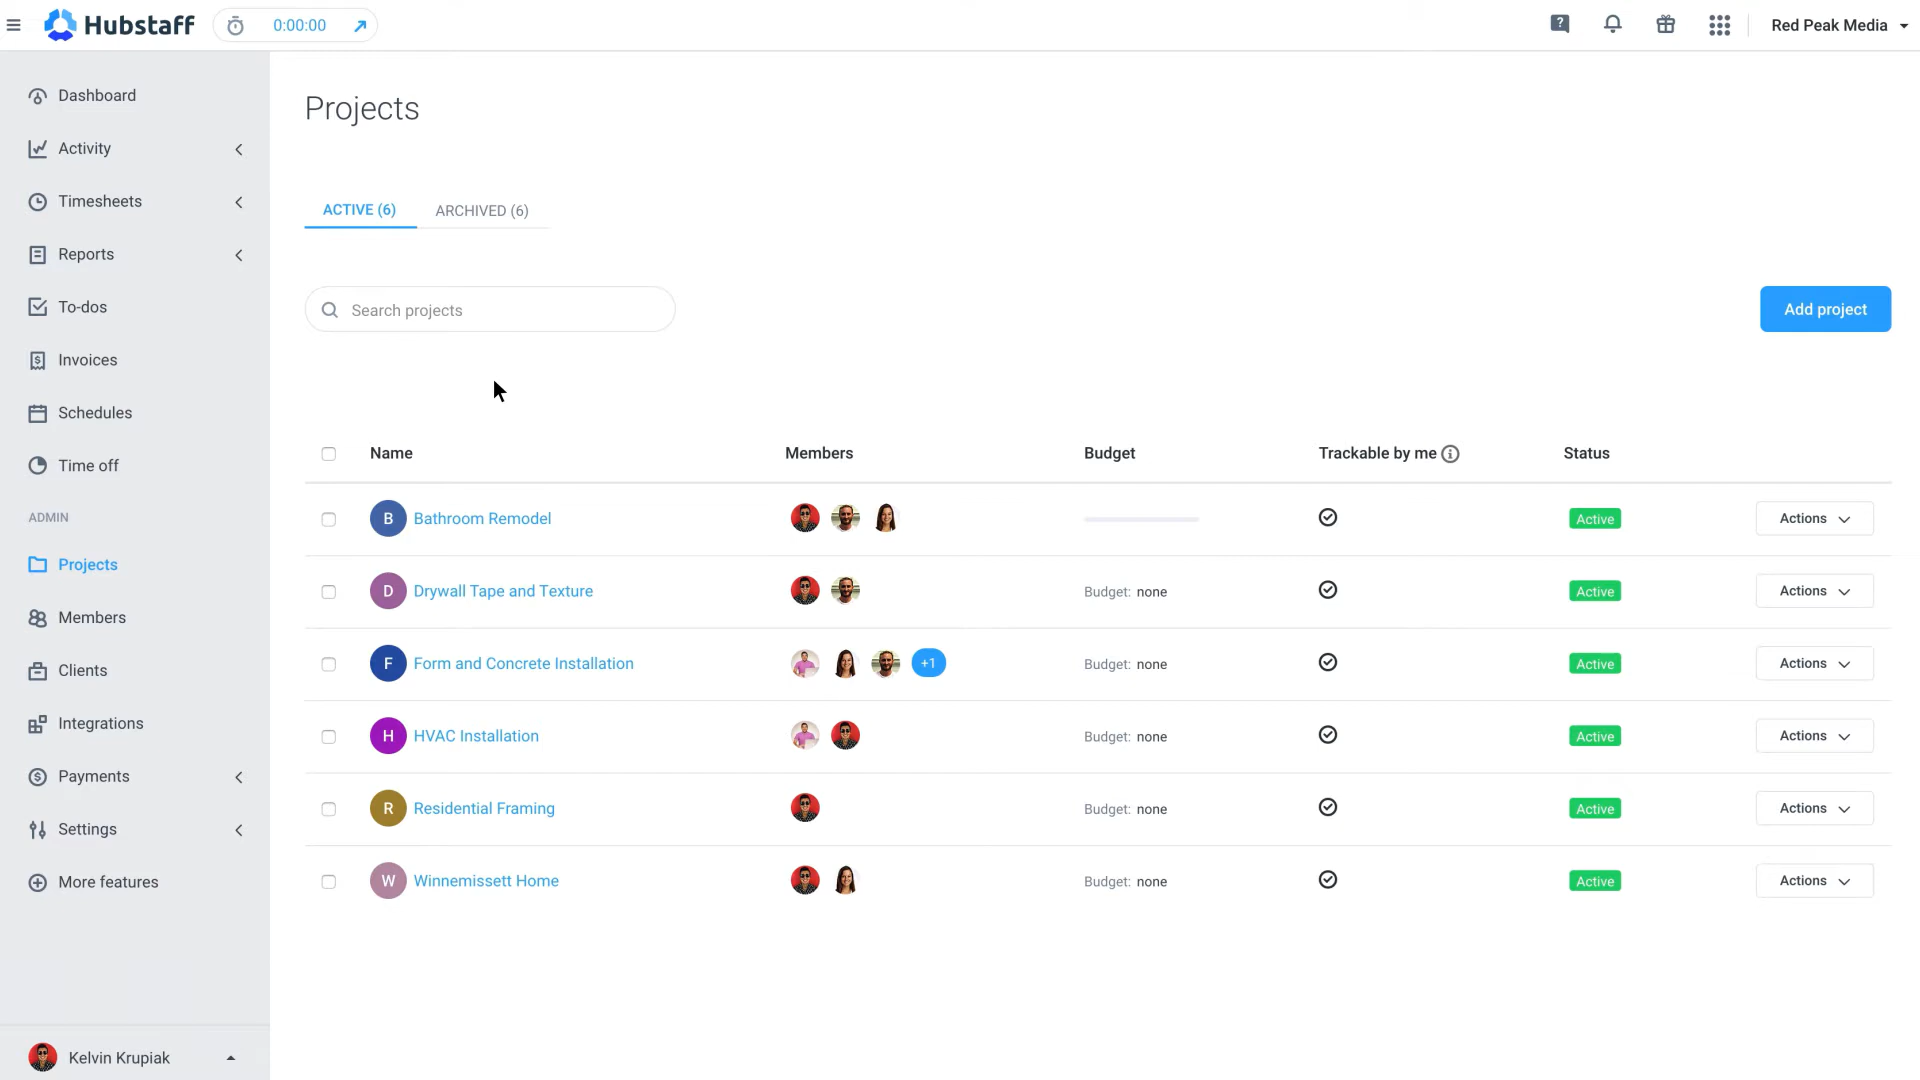 Hubstaff
0:00:00
?
Red Peak Media
Dashboard
Activity
Timesheets
Reports
To-dos
Invoices
Schedules
Time off
ADMIN
Projects
Members
Clients
Integrations
Payments
Settings
More features
Kelvin Krupiak
Projects
ACTIVE (6) ARCHIVED (6)
Search projects
Add project
Name Members Budget Trackable by me Status
B Bathroom Remodel Active Actions
D Drywall Tape and Texture Budget: none Active Actions
F Form and Concrete Installation +1 Budget: none Active Actions
H HVAC Installation Budget: none Active Actions
R Residential Framing Budget: none Active Actions
W Winnemissett Home Budget: none Active Actions